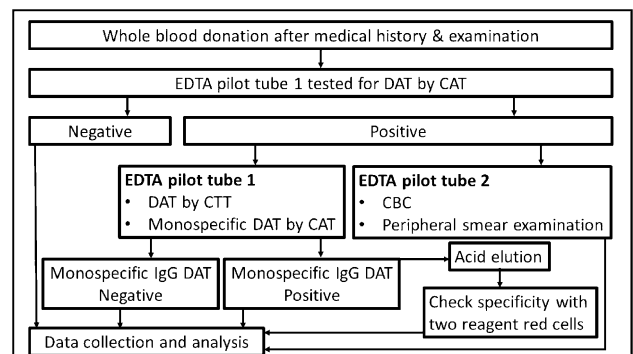 Whole blood donation after medical history & examination
EDTA pilot tube 1 tested for DAT by CAT
Negative
Positive
EDTA pilot tube 1
• DAT by CTT
• Monospecific DAT by CAT
EDTA pilot tube 2
• CBC
• Peripheral smear examination
Monospecific IgG DAT
Negative
Monospecific IgG DAT
Positive
Acid elution
Check specificity with
two reagent red cells
Data collection and analysis